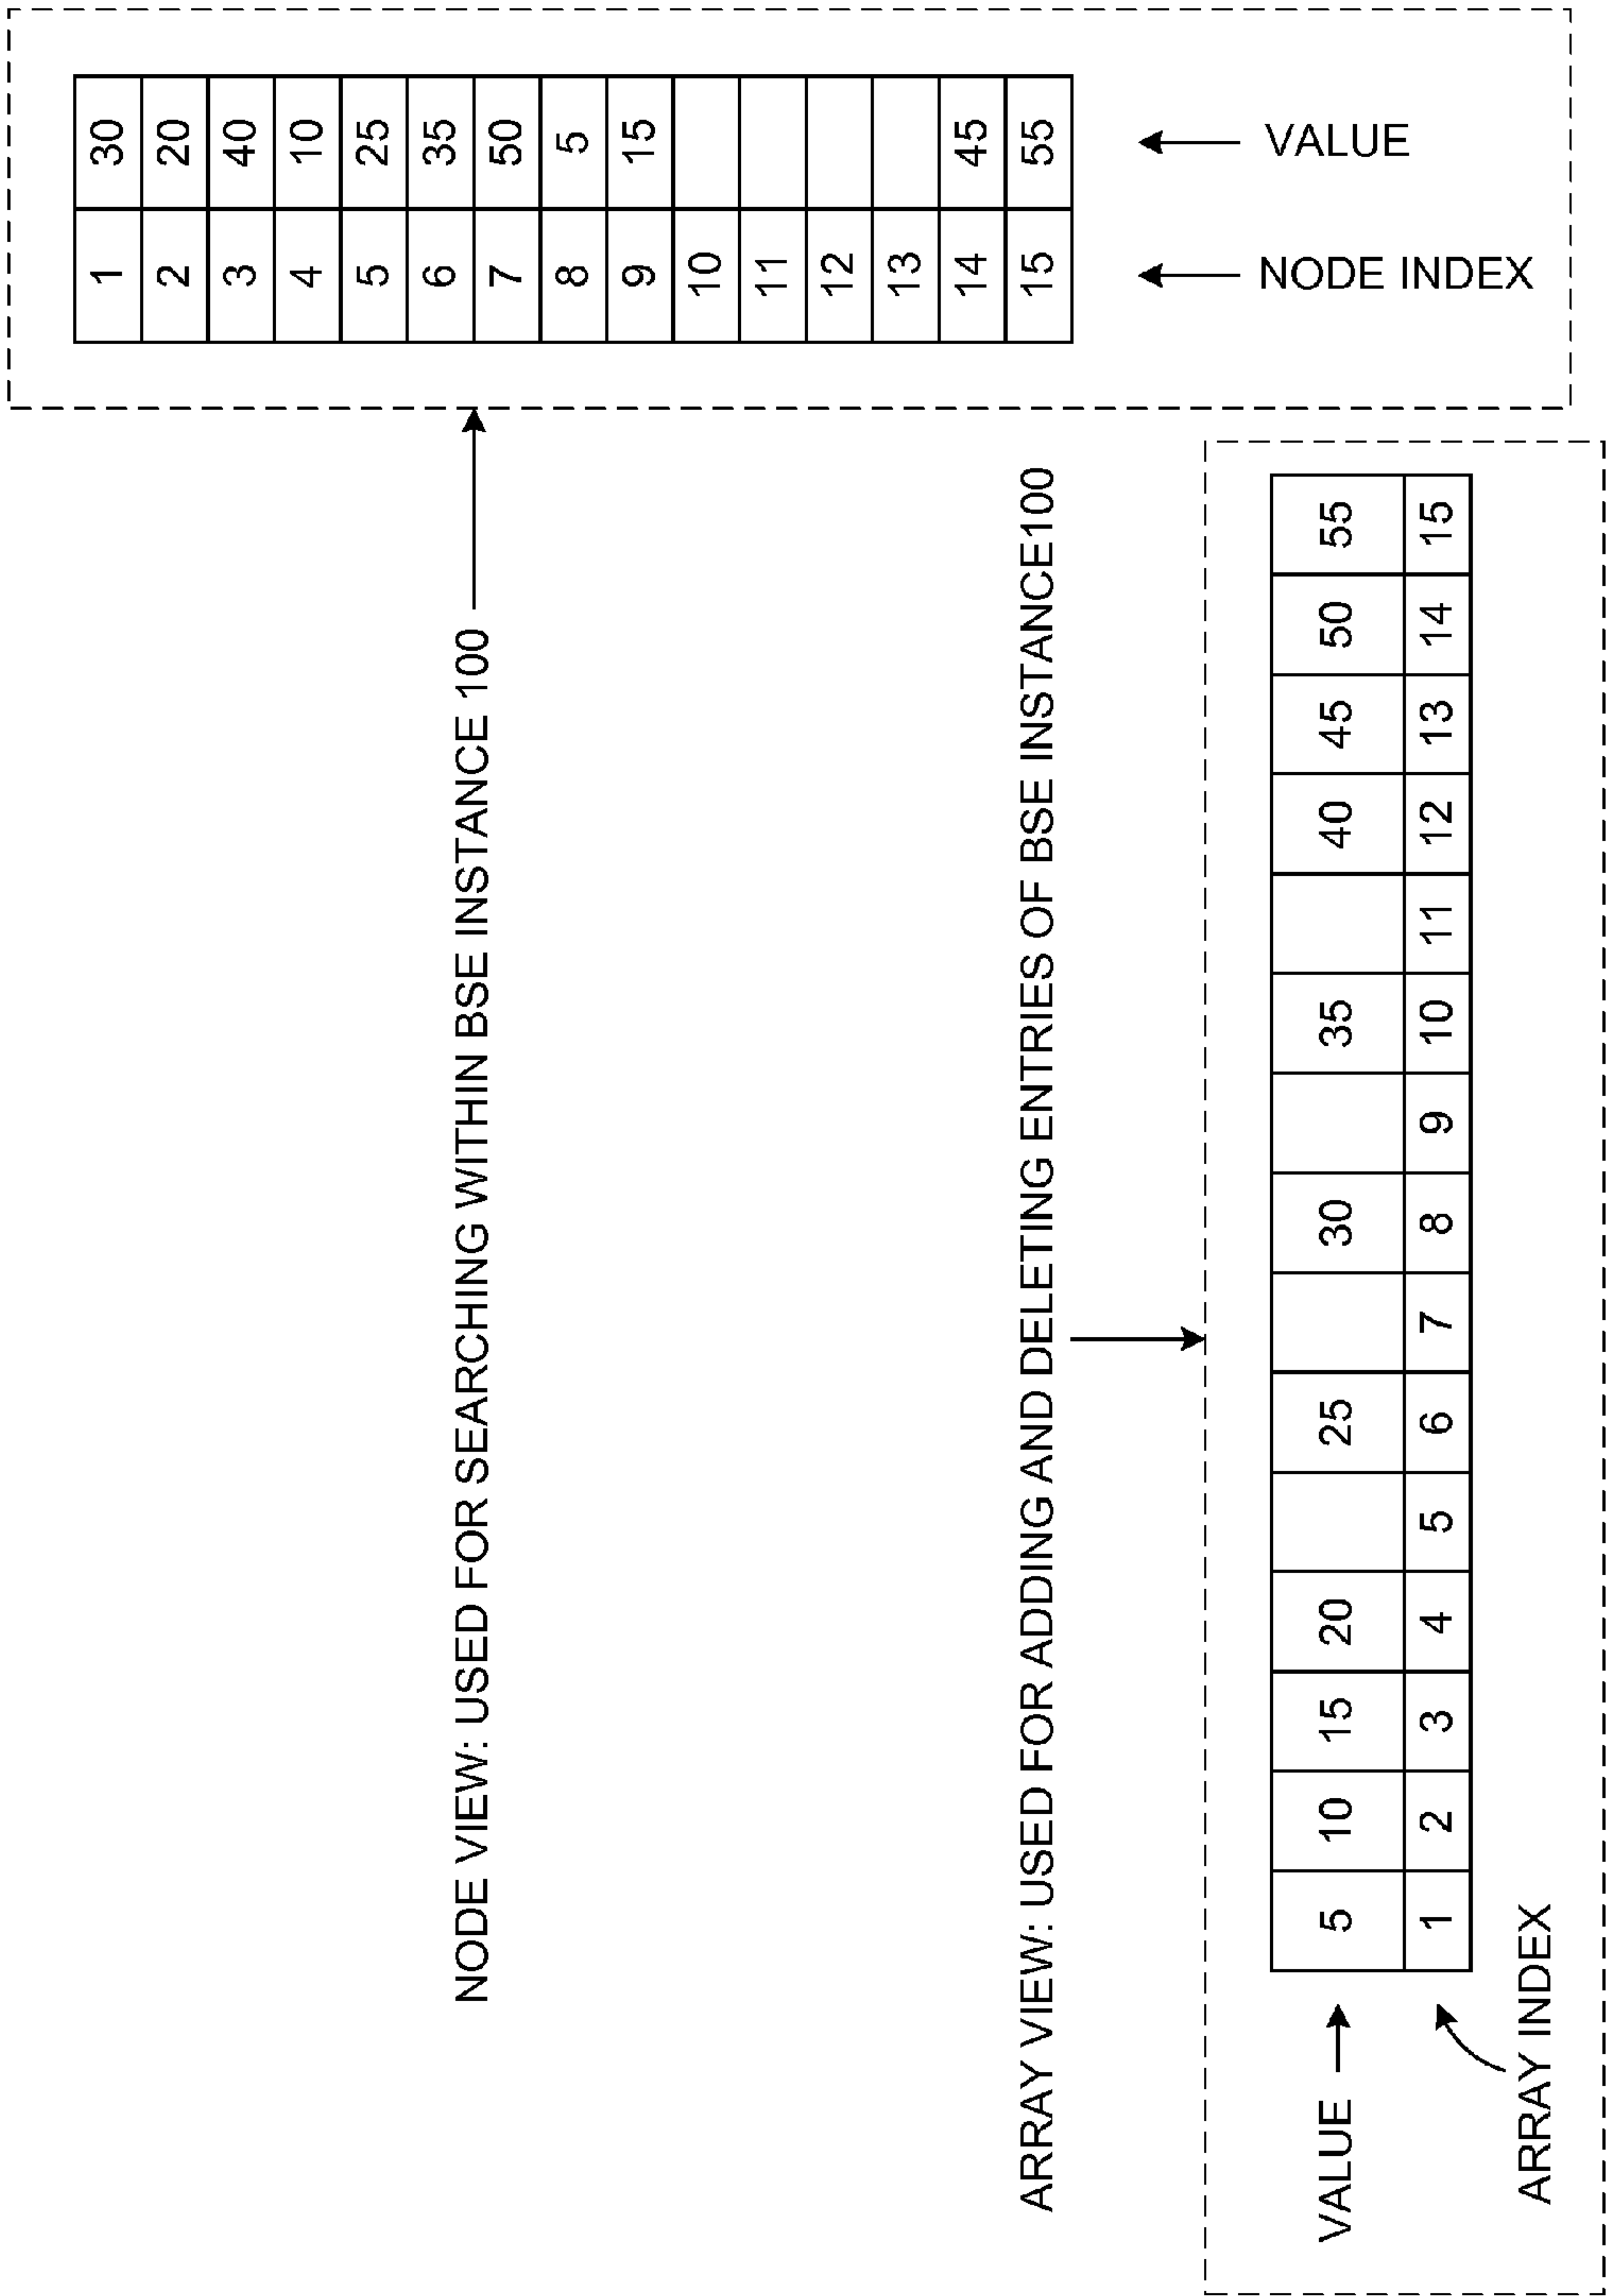 NODE VIEW: USED FOR SEARCHING WITHIN BSE INSTANCE 100
1 30
2 20
3 40
4 10
5 25
6 35
7 50
8 5
9 15
10
11
12
13
14 45
15 55
NODE INDEX VALUE
ARRAY VIEW: USED FOR ADDING AND DELETING ENTRIES OF BSE INSTANCE100
VALUE 5 10 15 20 25 30 35 40 45 50 55
1 2 3 4 5 6 7 8 9 10 11 12 13 14 15
ARRAY INDEX